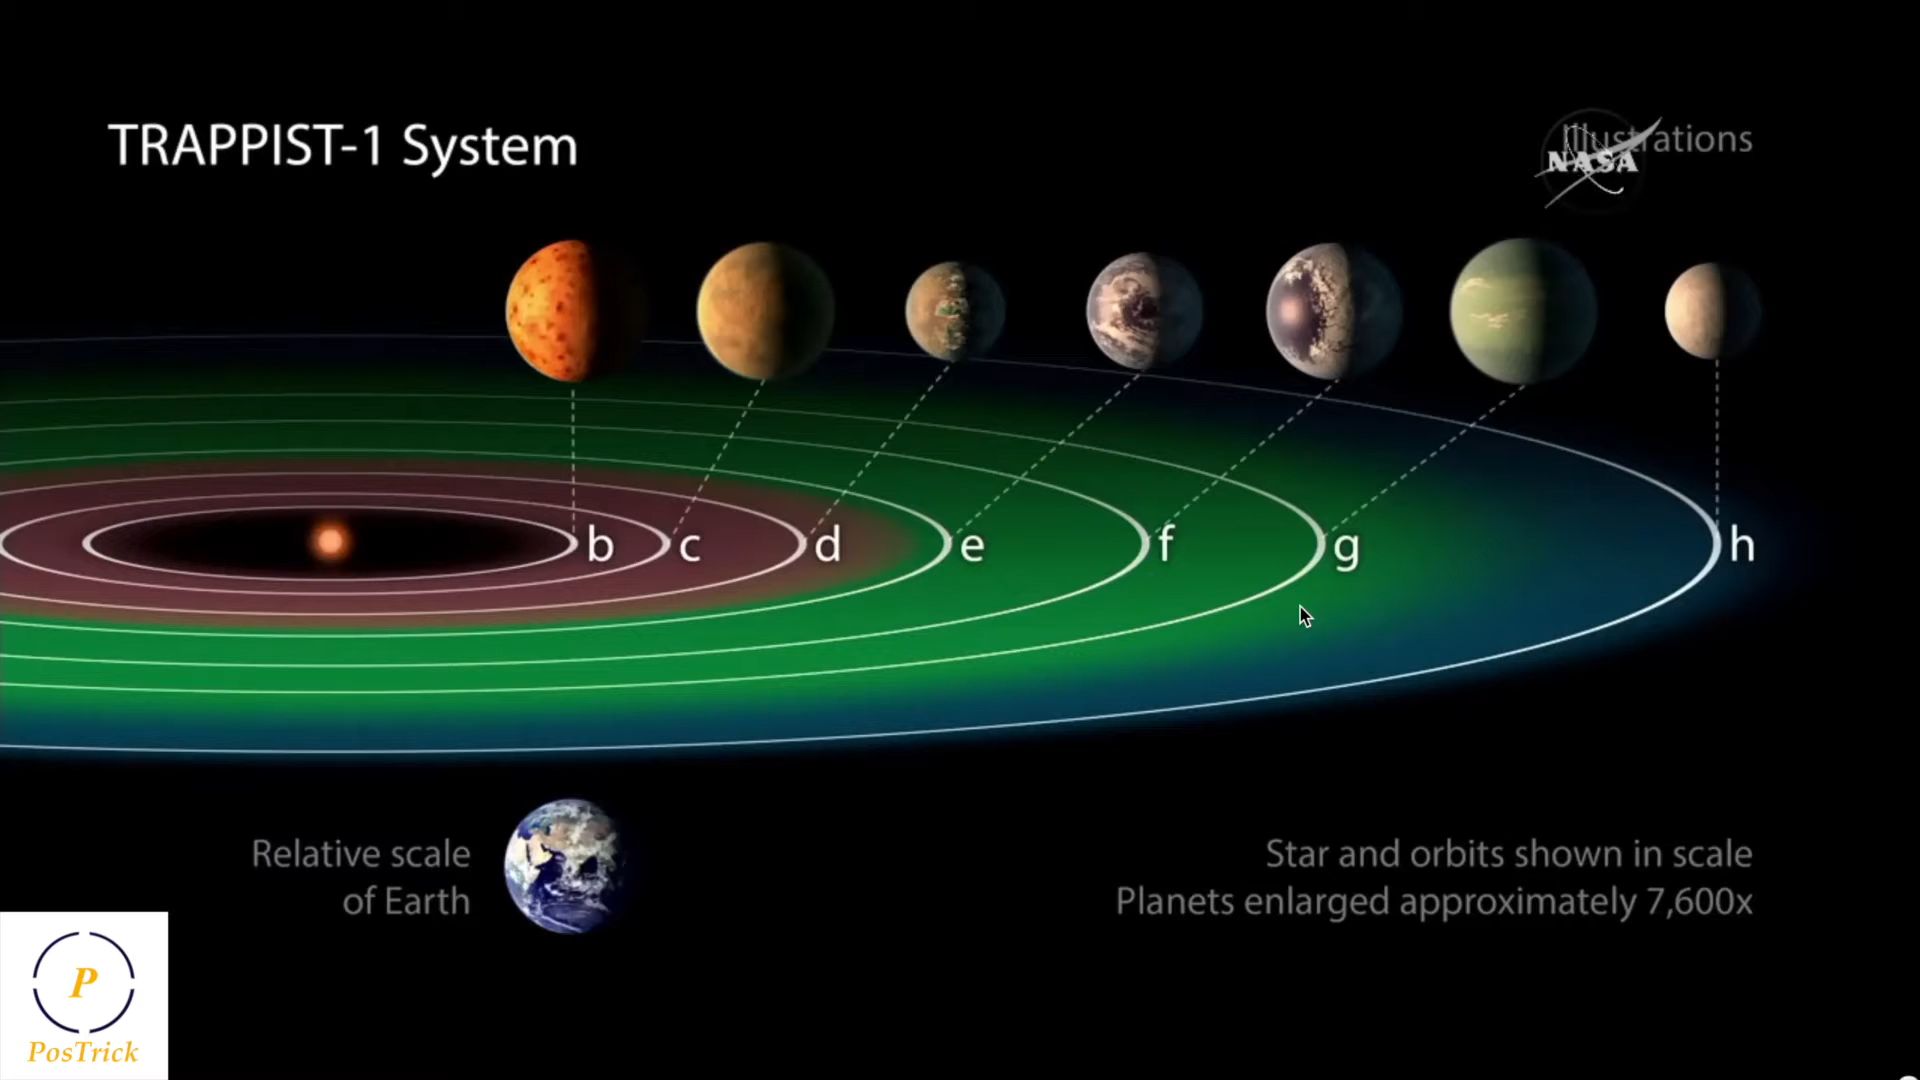 TRAPPIST-1 System
Illustrations
NASA
b c d e f g h
Relative scale
of Earth
Star and orbits shown in scale
Planets enlarged approximately 7,600x
P
PosTrick